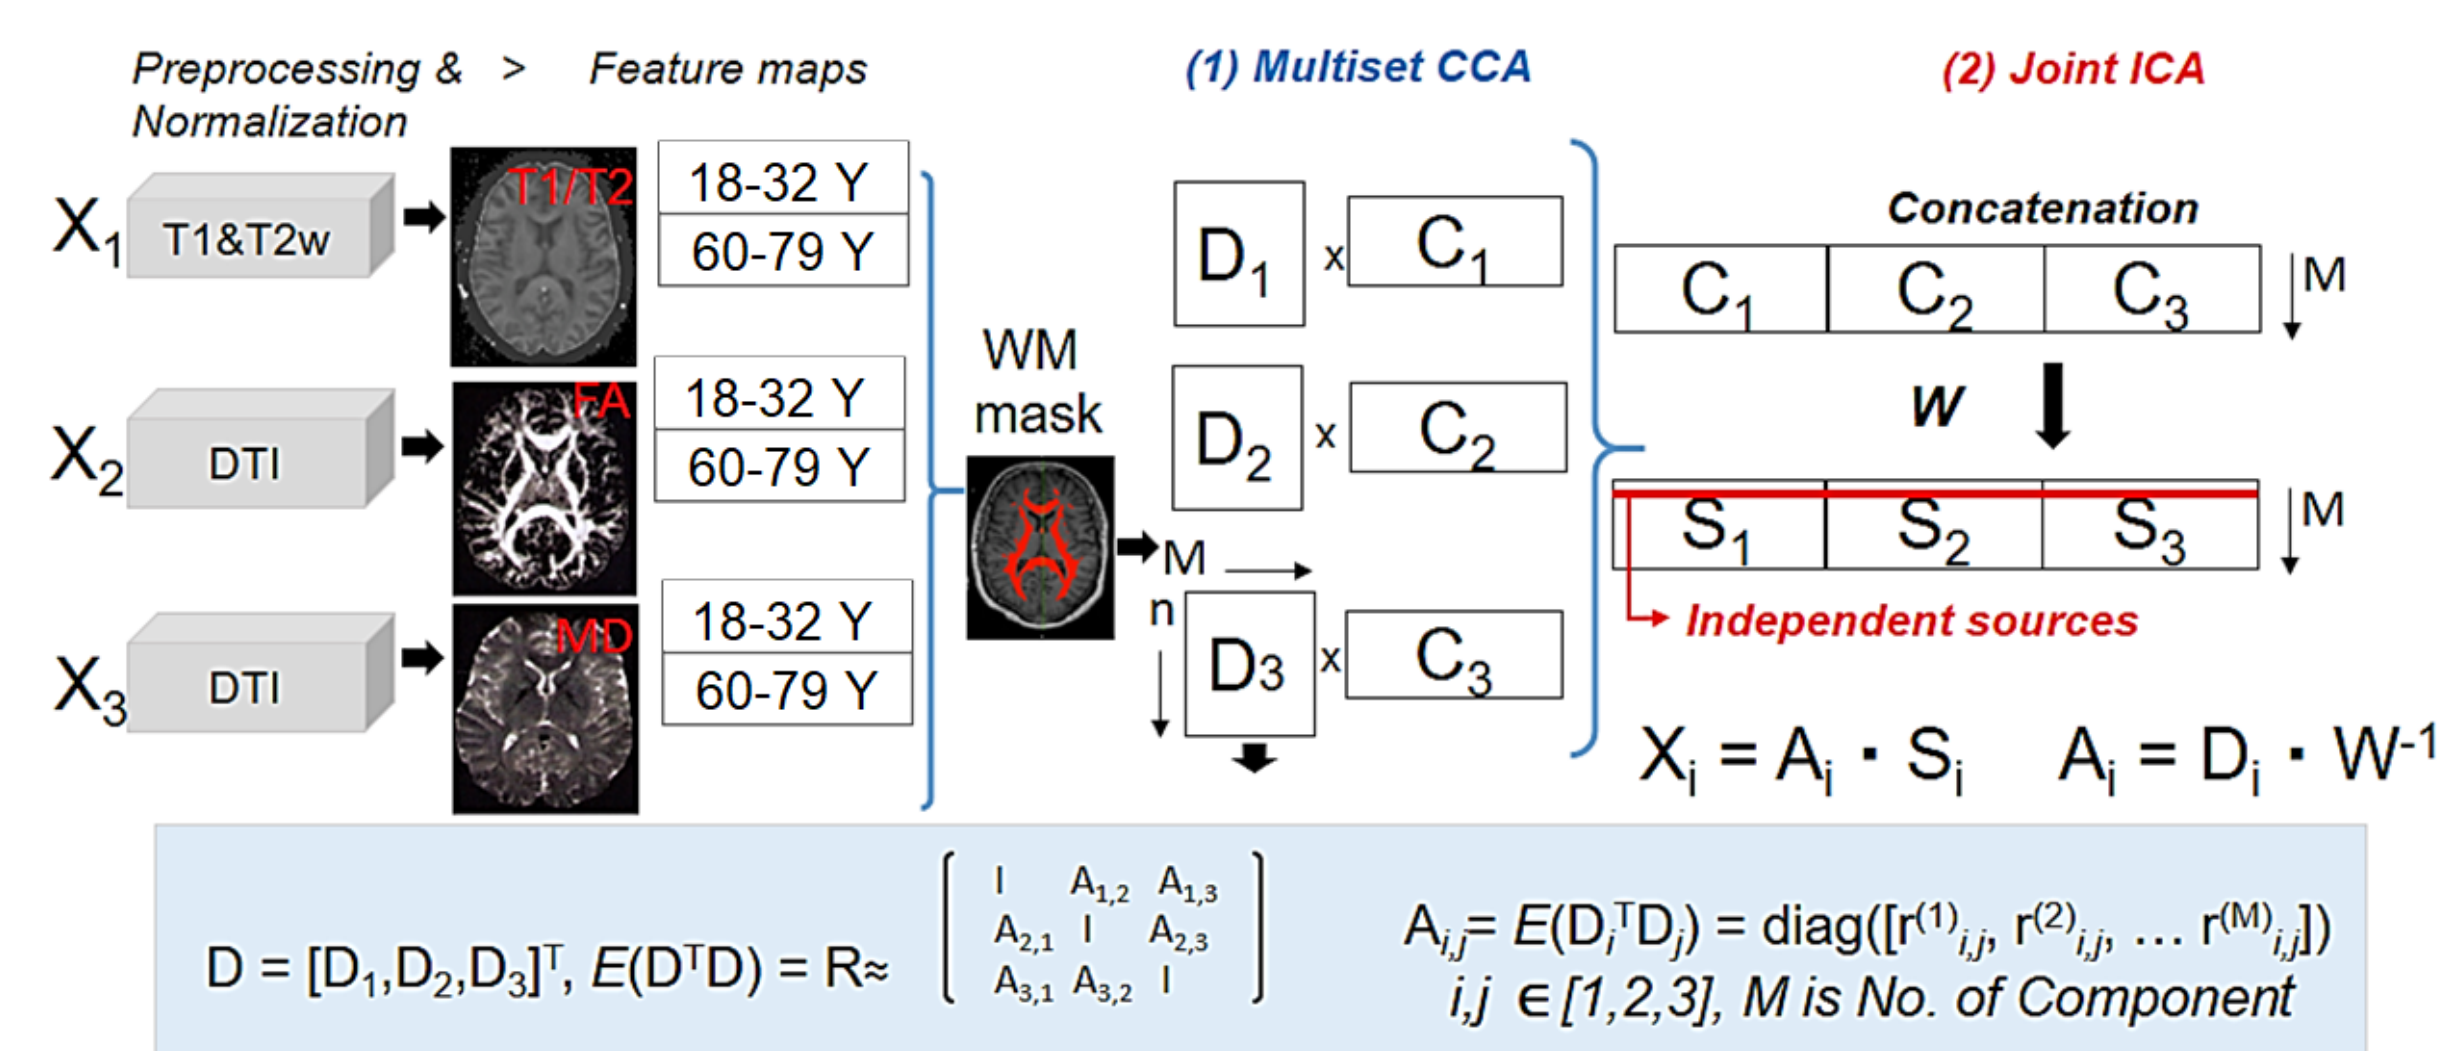 Preprocessing & > Feature maps
Normalization
(1) Multiset CCA
(2) Joint ICA
X1 T1&T2w
T1/T2
18-32 Y
60-79 Y
X2 DTI
FA
18-32 Y
60-79 Y
X3 DTI
MD
18-32 Y
60-79 Y
WM
mask
D1 x C1
D2 x C2
M
n
D3 x C3
Concatenation
C1 C2 C3 M
W
S1 S2 S3 M
Independent sources
Xi = Ai · Si Ai = Di · W-1
D = [D1,D2,D3]T, E(DTD) = R≈
I A1,2 A1,3
A2,1 I A2,3
A3,1 A3,2 I
Ai,j= E(DiTDj) = diag([r(1)i,j, r(2)i,j, … r(M)i,j])
i,j ∈[1,2,3], M is No. of Component